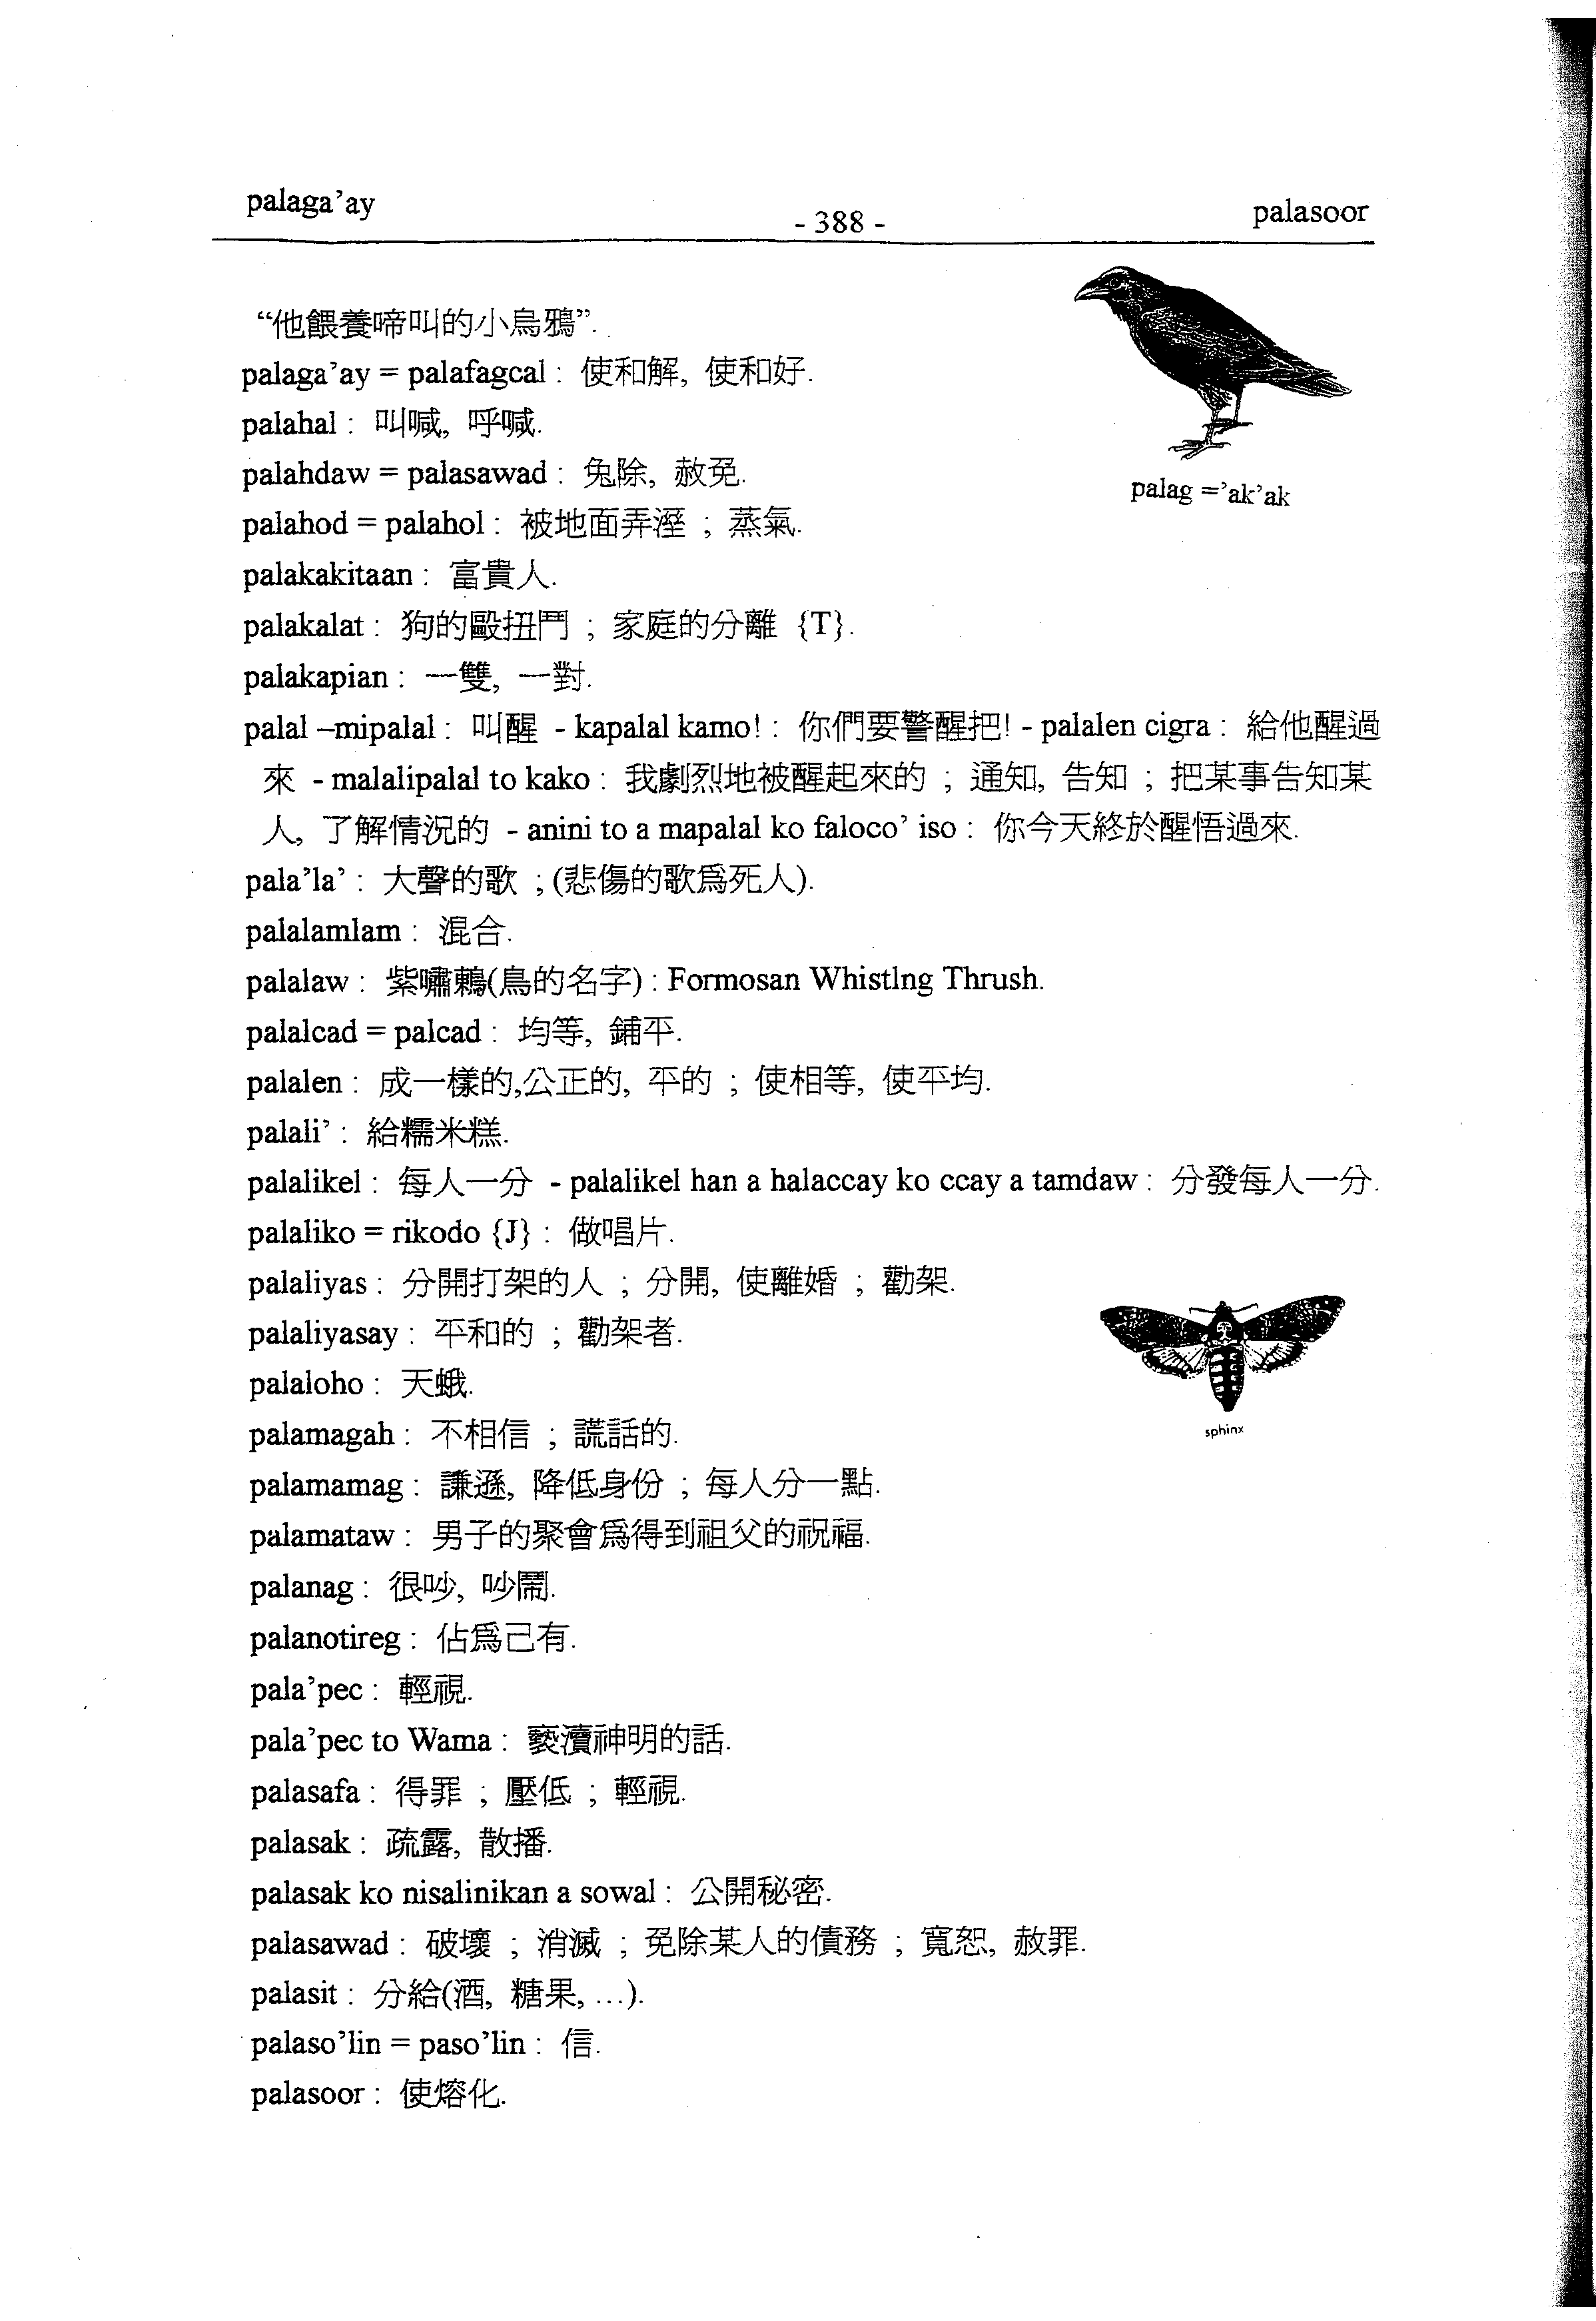 palaga’ay
- 388 -
palasoor
“他餵養啼叫的小烏鴉”.
palaga’ay = palafagcal : 使和解, 使和好.
palahal : 叫喊, 呼喊.
palahdaw = palasawad : 兔除, 赦免.
palahod = palahol : 被地面弄溼 ; 蒸氣.
palag =’ak’ak
palakakitaan : 富貴人.
palakalat : 狗的毆扭鬥 ; 家庭的分離 {T}.
palakapian : 一雙, 一對.
palal –mipalal : 叫醒 - kapalal kamo! : 你們要警醒把! - palalen cigra : 給他醒過
來 - malalipalal to kako : 我劇烈地被醒起來的 ; 通知, 告知 ; 把某事告知某
人, 了解情況的 - anini to a mapalal ko faloco’ iso : 你今天終於醒悟過來.
pala’la’ : 大聲的歌 ; (悲傷的歌爲死人).
palalamlam : 混合.
palalaw : 紫嘯鶇(鳥的名字) : Formosan Whistlng Thrush.
palalcad = palcad : 均等, 鋪平.
palalen : 成一樣的,公正的, 平的 ; 使相等, 使平均.
palali’ : 給糯米糕.
palalikel : 每人一分 - palalikel han a halaccay ko ccay a tamdaw : 分發每人一分.
palaliko = rikodo {J} : 做唱片.
palaliyas : 分開打架的人 ; 分開, 使離婚 ; 勸架.
palaliyasay : 平和的 ; 勸架者.
palaloho : 天蛾.
sphinx
palamagah : 不相信 ; 謊話的.
palamamag : 謙遜, 降低身份 ; 每人分一點.
palamataw : 男子的聚會爲得到祖父的祝福.
palanag : 很吵, 吵鬧.
palanotireg : 佔爲己有.
pala’pec : 輕視.
pala’pec to Wama : 褻瀆神明的話.
palasafa : 得罪 ; 壓低 ; 輕視.
palasak : 疏露, 散播.
palasak ko nisalinikan a sowal : 公開秘密.
palasawad : 破壞 ; 消滅 ; 免除某人的債務 ; 寬恕, 赦罪.
palasit : 分給(酒, 糖果, ...).
palaso’lin = paso’lin : 信.
palasoor : 使熔化.